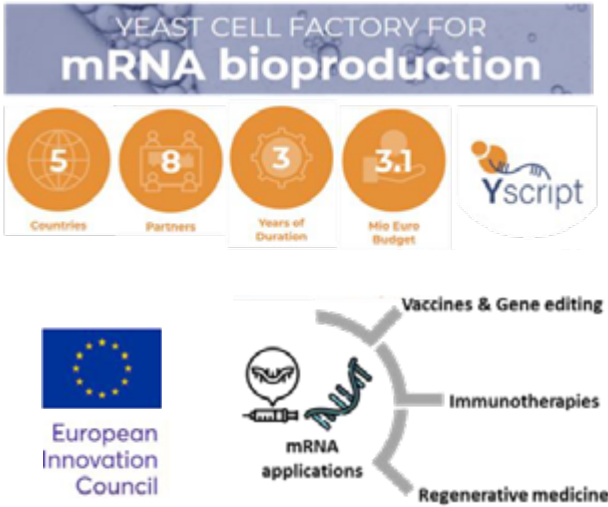 YEAST CELL FACTORY FOR
mRNA bioproduction
5
Countries
8
Partners
3
Years of
Duration
3.1
Mio Euro
Budget
Yscript
European
Innovation
Council
mRNA
applications
Vaccines & Gene editing
Immunotherapies
Regenerative medicine